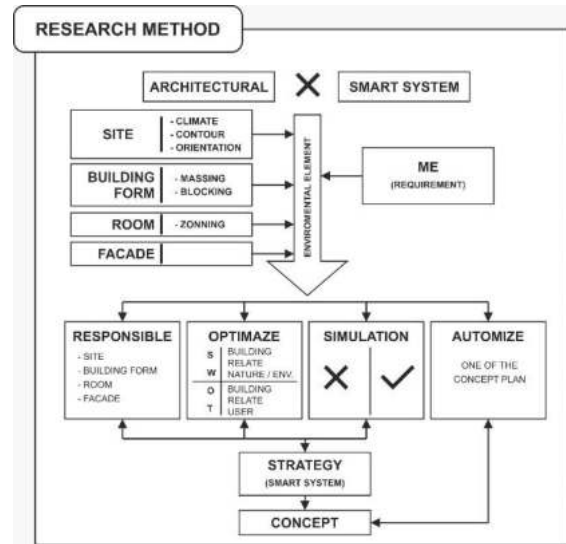 RESEARCH METHOD
ARCHITECTURAL
SMART SYSTEM
SITE
- CLIMATE
- CONTOUR
- ORIENTATION
BUILDING
FORM
- MASSING
- BLOCKING
ROOM
- ZONNING
FACADE
ENVIROMENTAL ELEMENT
ME
(REQUIREMENT)
RESPONSIBLE
- SITE
- BUILDING FORM
- ROOM
- FACADE
OPTIMAZE
S BUILDING
RELATE
W NATURE / ENV.
O BUILDING
RELATE
T USER
SIMULATION
AUTOMIZE
ONE OF THE
CONCEPT PLAN
STRATEGY
(SMART SYSTEM)
CONCEPT